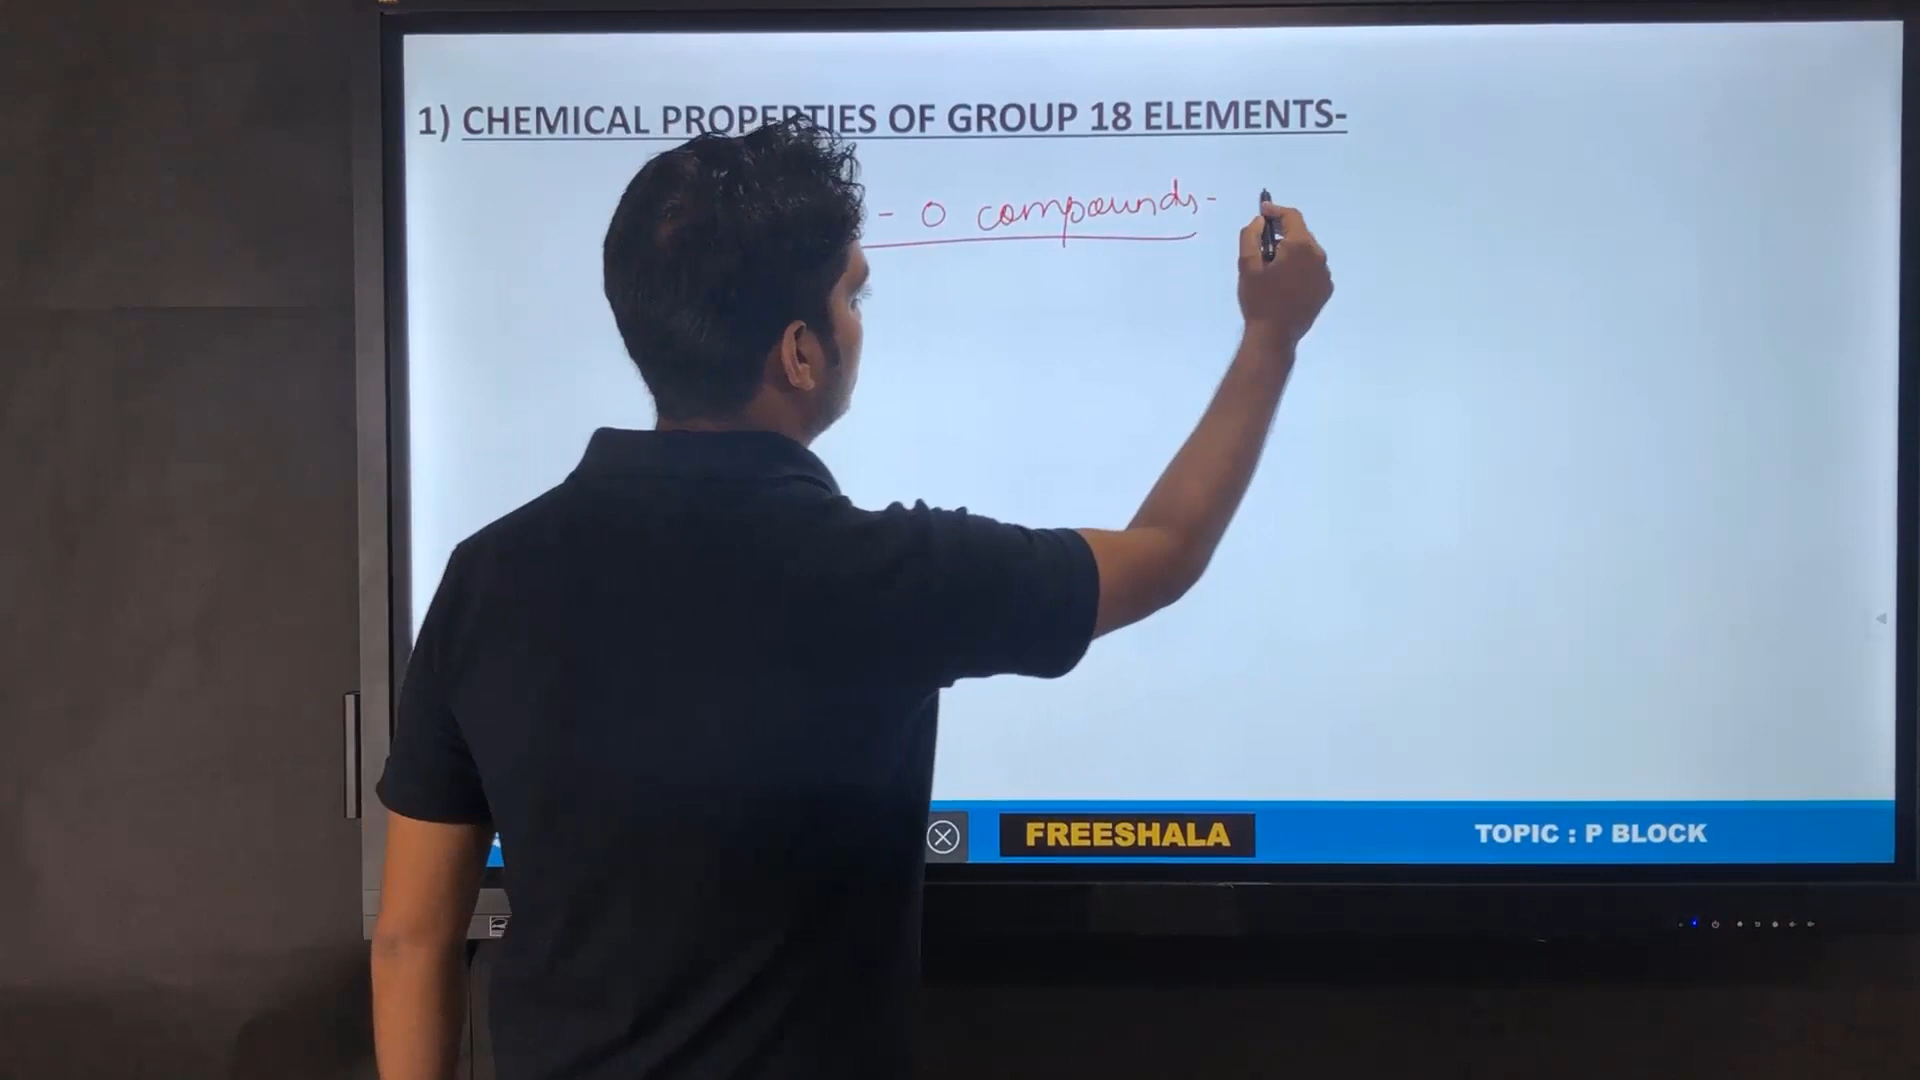 1) CHEMICAL PROPERTIES OF GROUP 18 ELEMENTS-
- O compounds-
FREESHALA
TOPIC : P BLOCK